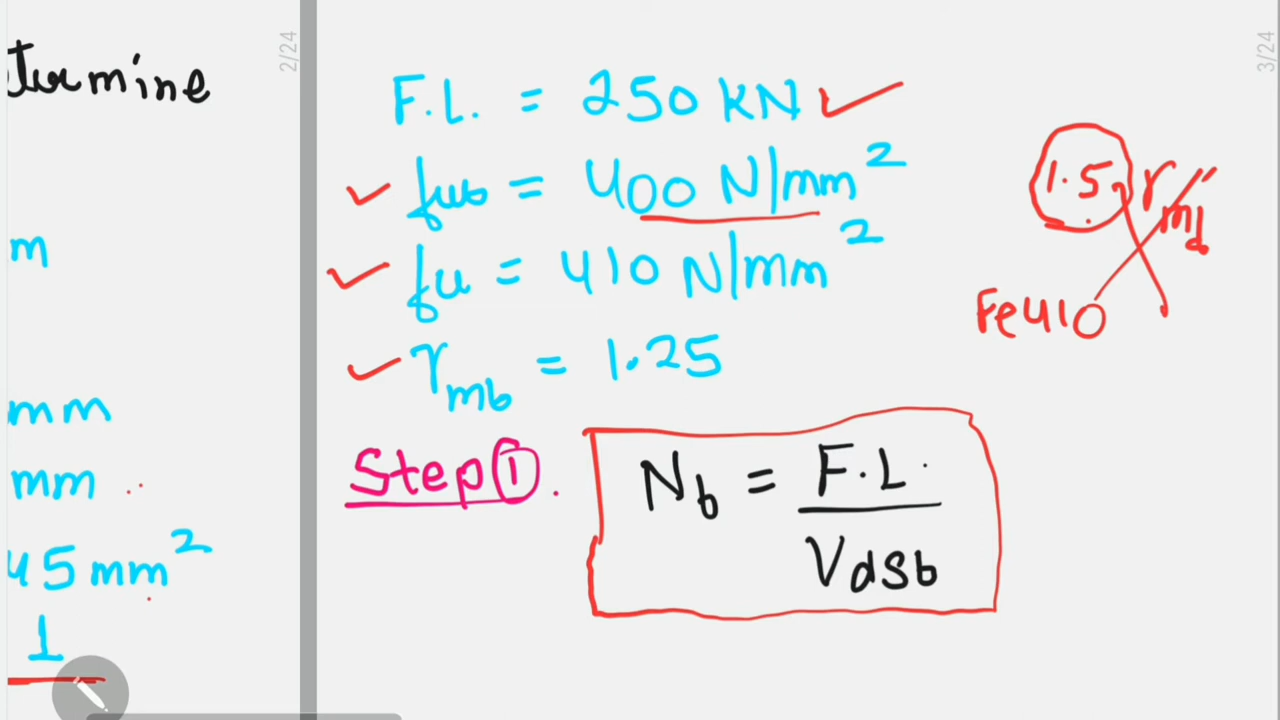 2/24
termine
m
mm
mm
45 mm²
1
3/24
F.L. = 250 kN
fub = 400 N/mm²
fu = 410 N/mm²
γmb = 1.25
1.5 γmd
Fe410
Step 1.
Nb = F.L.
Vdsb